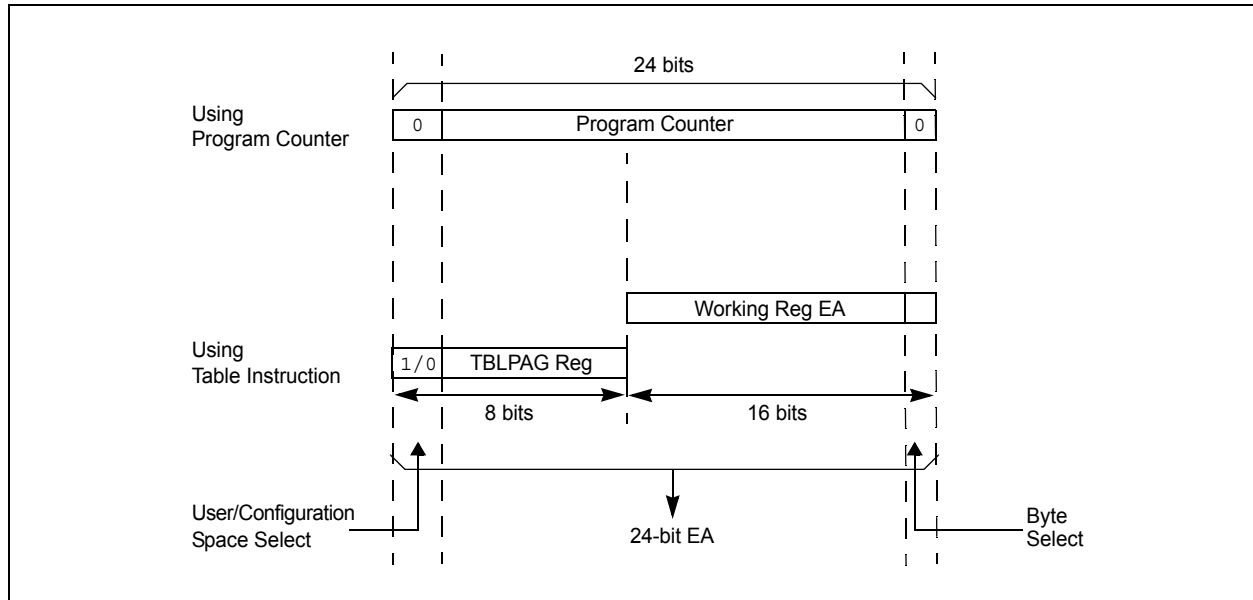 24 bits
Using
Program Counter
0
Program Counter
0
Working Reg EA
Using
Table Instruction
1/0
TBLPAG Reg
8 bits
16 bits
User/Configuration
Space Select
24-bit EA
Byte
Select